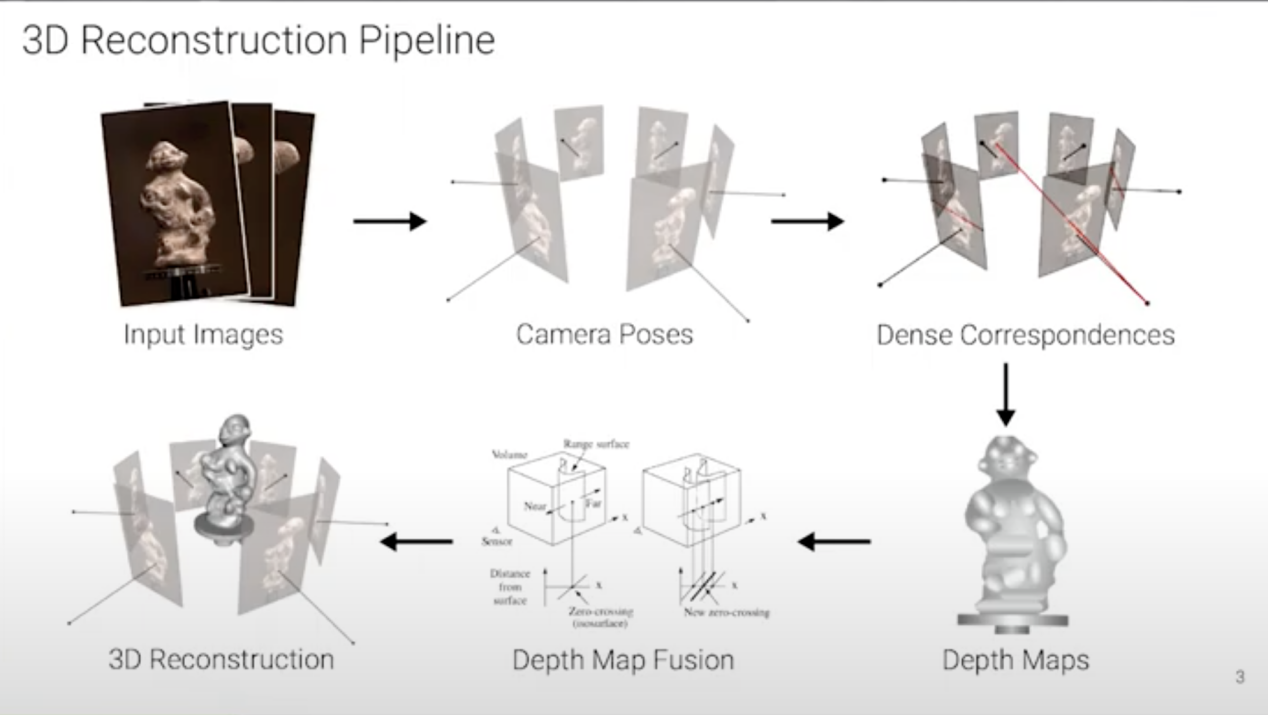 3D Reconstruction Pipeline
Input Images
Camera Poses
Dense Correspondences
Volume
Range surface
Near
Far
x
x
Sensor
Distance
from
surface
x
x
Zero-crossing
(isosurface)
New zero-crossing
3D Reconstruction
Depth Map Fusion
Depth Maps
3